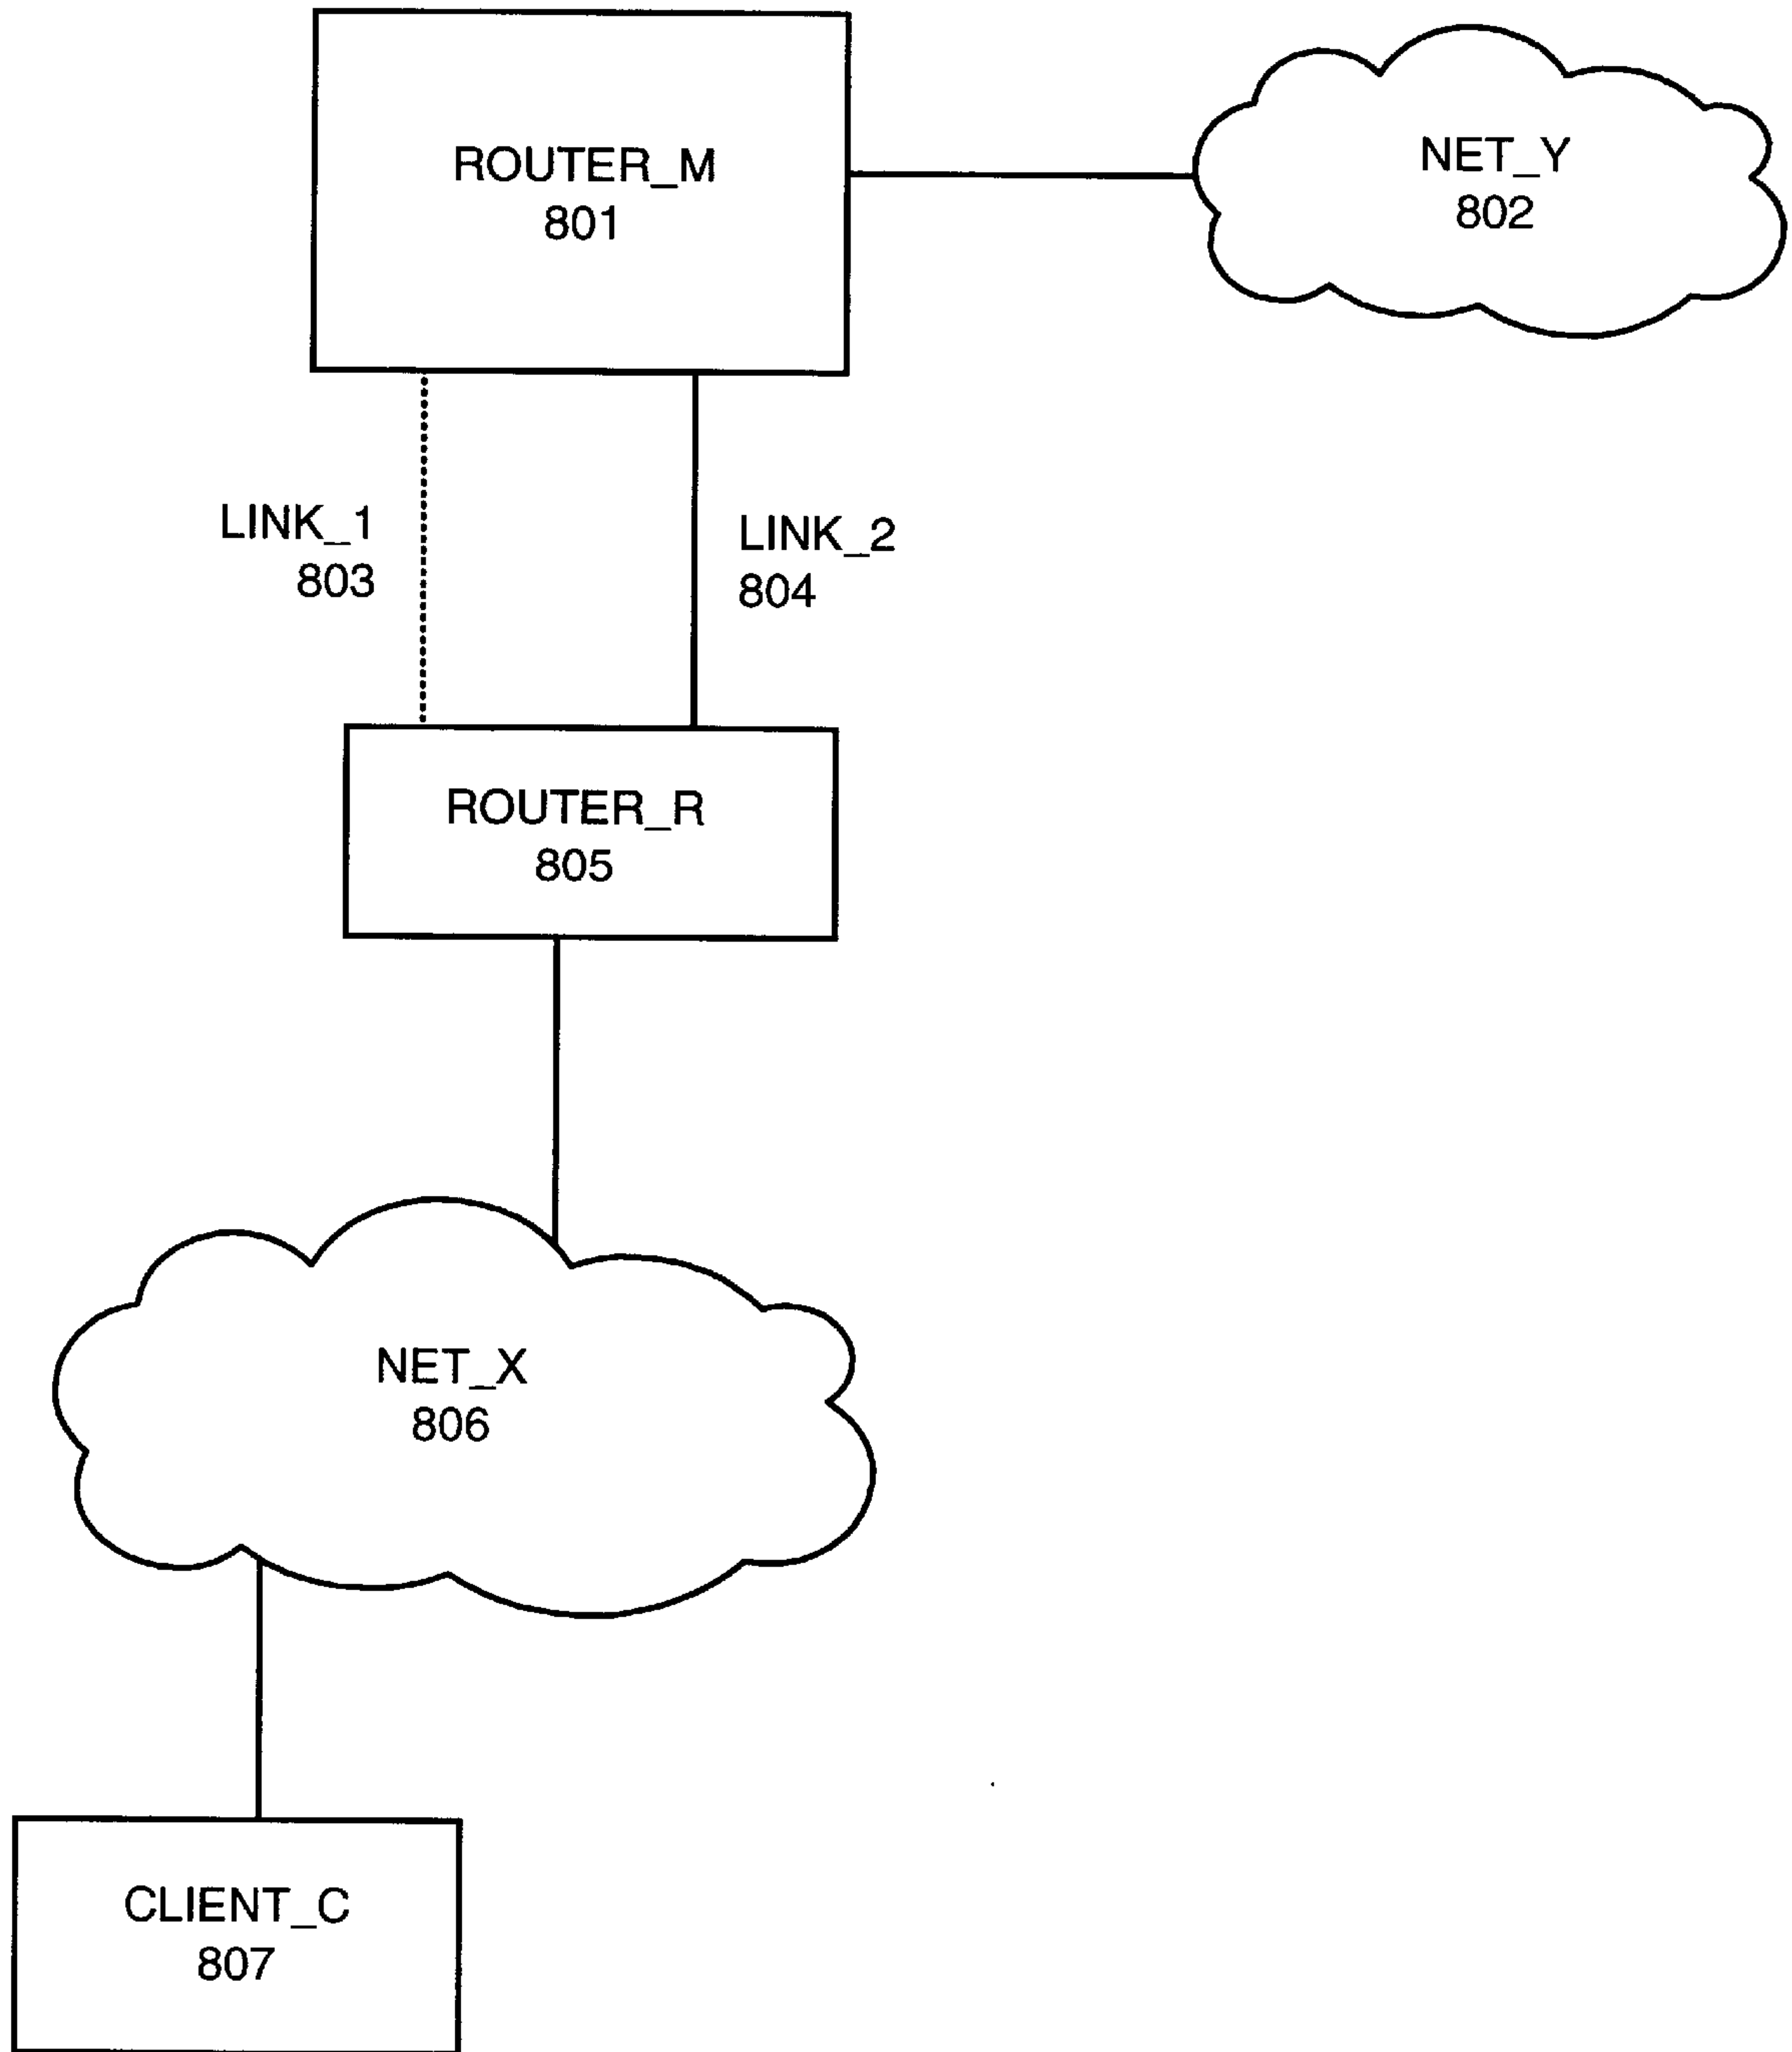 ROUTER_M
801
NET_Y
802
LINK_1
803
LINK_2
804
ROUTER_R
805
NET_X
806
CLIENT_C
807